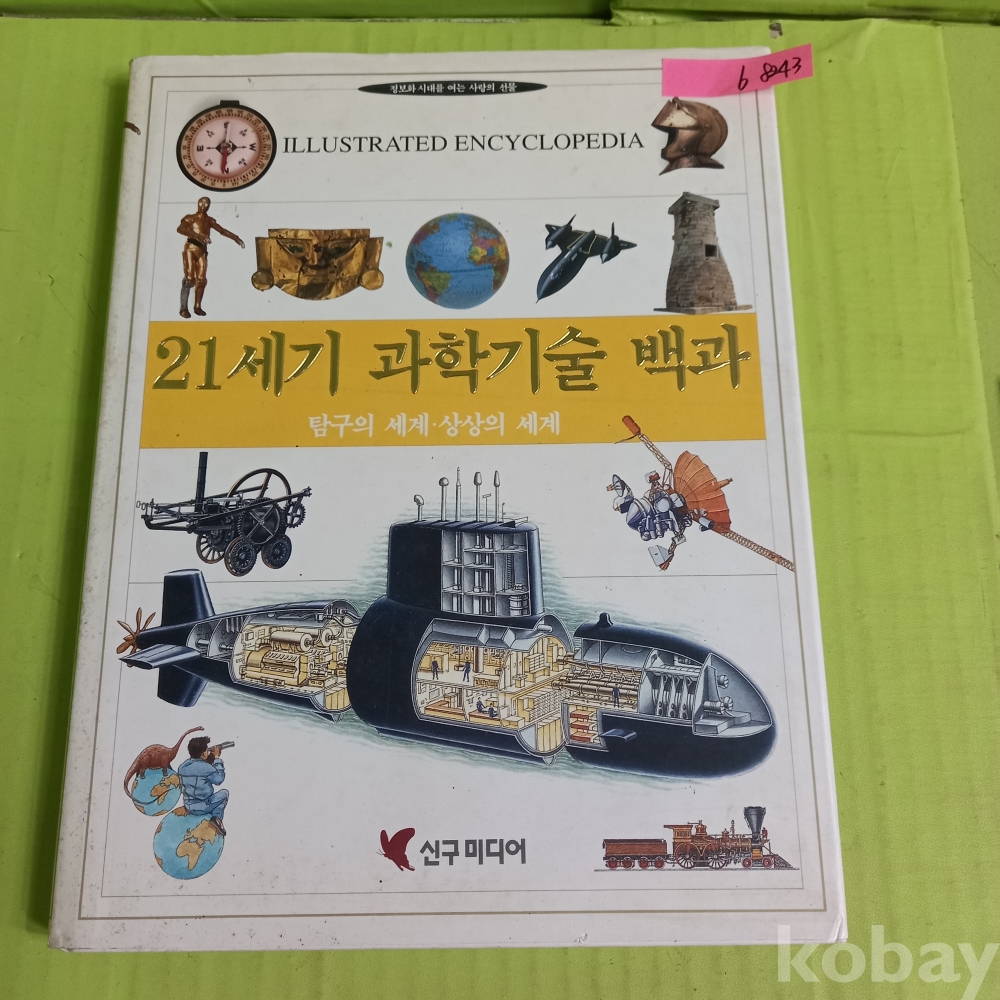 정보화 시대를 여는 사랑의 선물
b 8343
ILLUSTRATED ENCYCLOPEDIA
21세기 과학기술 백과
탐구의 세계·상상의 세계
신구미디어
kobay